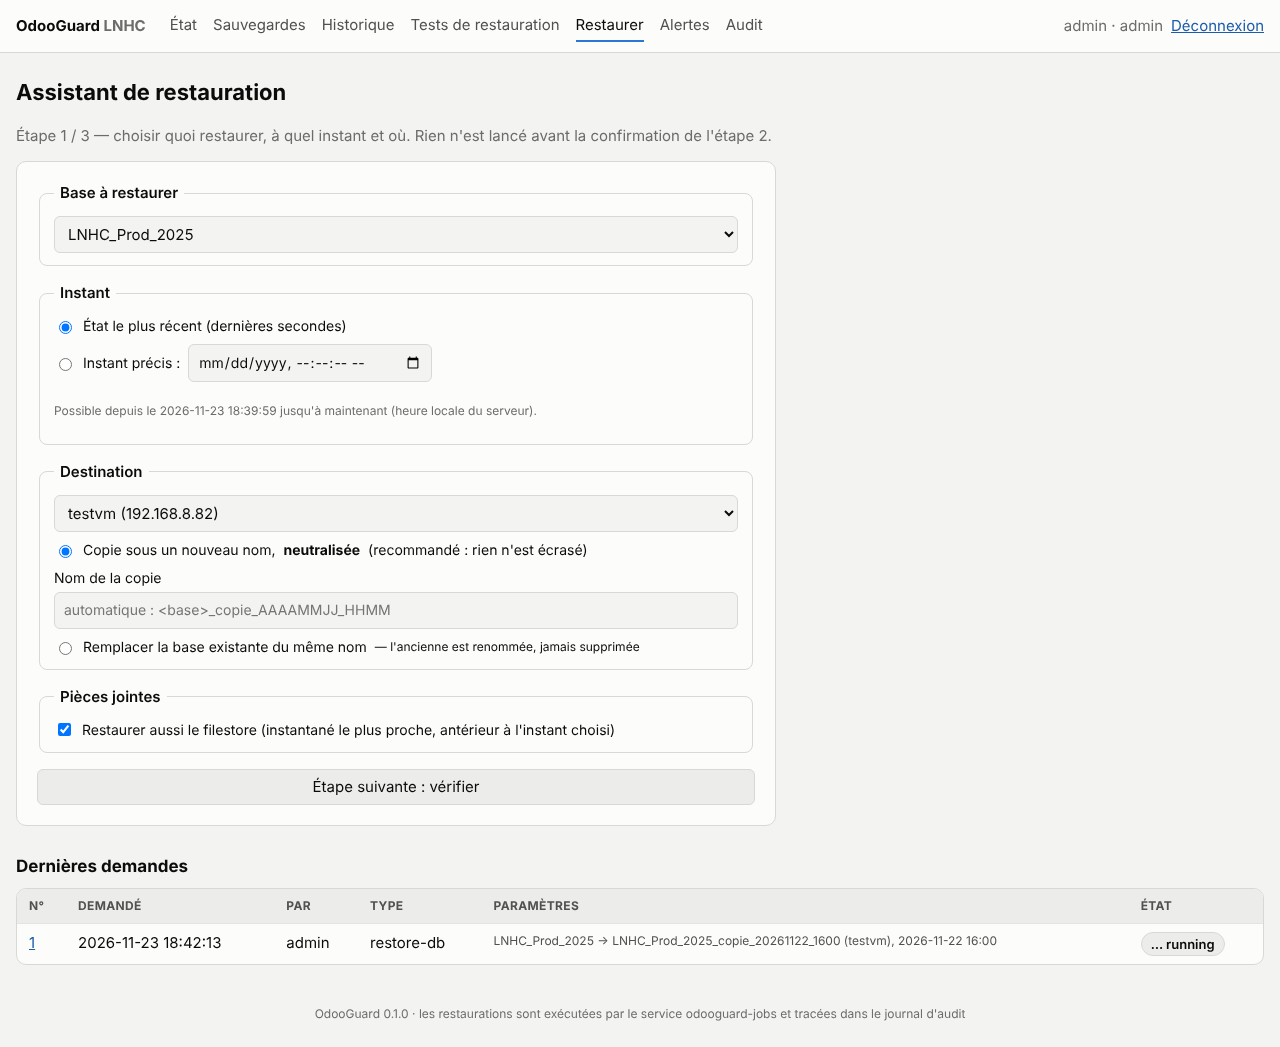 OdooGuard LNHC État Sauvegardes Historique Tests de restauration Restaurer Alertes Audit admin · admin Déconnexion
Assistant de restauration
Étape 1 / 3 — choisir quoi restaurer, à quel instant et où. Rien n'est lancé avant la confirmation de l'étape 2.
Base à restaurer
LNHC_Prod_2025
Instant
État le plus récent (dernières secondes)
Instant précis : mm/dd/yyyy, --:--:-- --
Possible depuis le 2026-11-23 18:39:59 jusqu'à maintenant (heure locale du serveur).
Destination
testvm (192.168.8.82)
Copie sous un nouveau nom, neutralisée (recommandé : rien n'est écrasé)
Nom de la copie
automatique : <base>_copie_AAAAMMJJ_HHMM
Remplacer la base existante du même nom — l'ancienne est renommée, jamais supprimée
Pièces jointes
Restaurer aussi le filestore (instantané le plus proche, antérieur à l'instant choisi)
Étape suivante : vérifier
Dernières demandes
N° DEMANDÉ PAR TYPE PARAMÈTRES ÉTAT
1 2026-11-23 18:42:13 admin restore-db LNHC_Prod_2025 → LNHC_Prod_2025_copie_20261122_1600 (testvm), 2026-11-22 16:00 … running
OdooGuard 0.1.0 · les restaurations sont exécutées par le service odooguard-jobs et tracées dans le journal d'audit